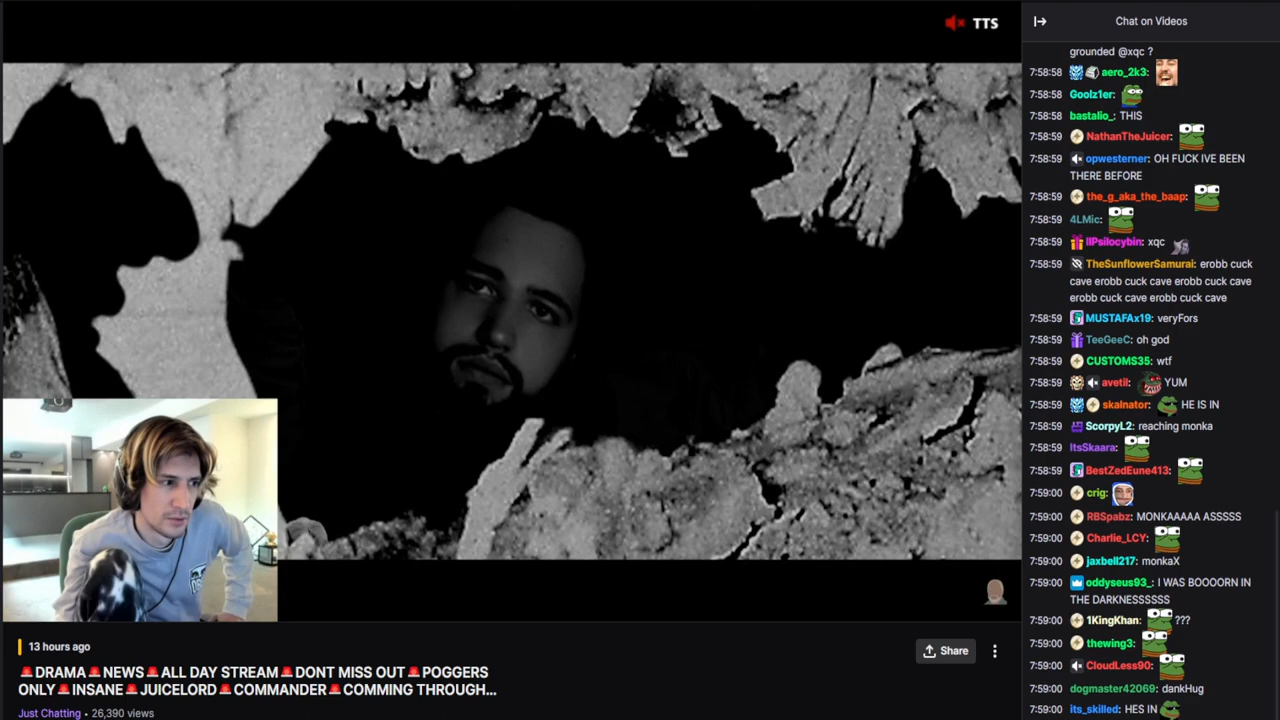 TTS
Chat on Videos
grounded @xqc ?
7:58:58 aero_2k3:
7:58:58 Goolz1er:
7:58:58 bastalio_: THIS
7:58:59 NathanTheJuicer:
7:58:59 opwesterner: OH FUCK IVE BEEN
THERE BEFORE
7:58:59 the_g_aka_the_baap:
7:58:59 4LMic:
7:58:59 IlPsilocybin: xqc
7:58:59 TheSunflowerSamurai: erobb cuck
cave erobb cuck cave erobb cuck
cave erobb cuck cave erobb cuck cave
7:58:59 MUSTAFAx19: veryFors
7:58:59 TeeGeeC: oh god
7:58:59 CUSTOMS35: wtf
7:58:59 avetil: YUM
7:58:59 skalnator: HE IS IN
7:58:59 ScorpyL2: reaching monka
7:58:59 ItsSkaara:
7:58:59 BestZedEune413:
7:59:00 crig:
7:59:00 RBSpabz: MONKAAAAA ASSSSS
7:59:00 Charlie_LCY:
7:59:00 jaxbell217: monkaX
7:59:00 oddyseus93_: I WAS BOOOORN IN
THE DARKNESSSSSS
7:59:00 1KingKhan: ???
7:59:00 thewing3:
7:59:00 CloudLess90:
7:59:00 dogmaster42069: dankHug
7:59:00 its_skilled: HES IN
13 hours ago
Share
🚨DRAMA🚨NEWS🚨ALL DAY STREAM🚨DONT MISS OUT🚨POGGERS
ONLY🚨INSANE🚨JUICELORD🚨COMMANDER🚨COMMING THROUGH...
Just Chatting • 26,390 views